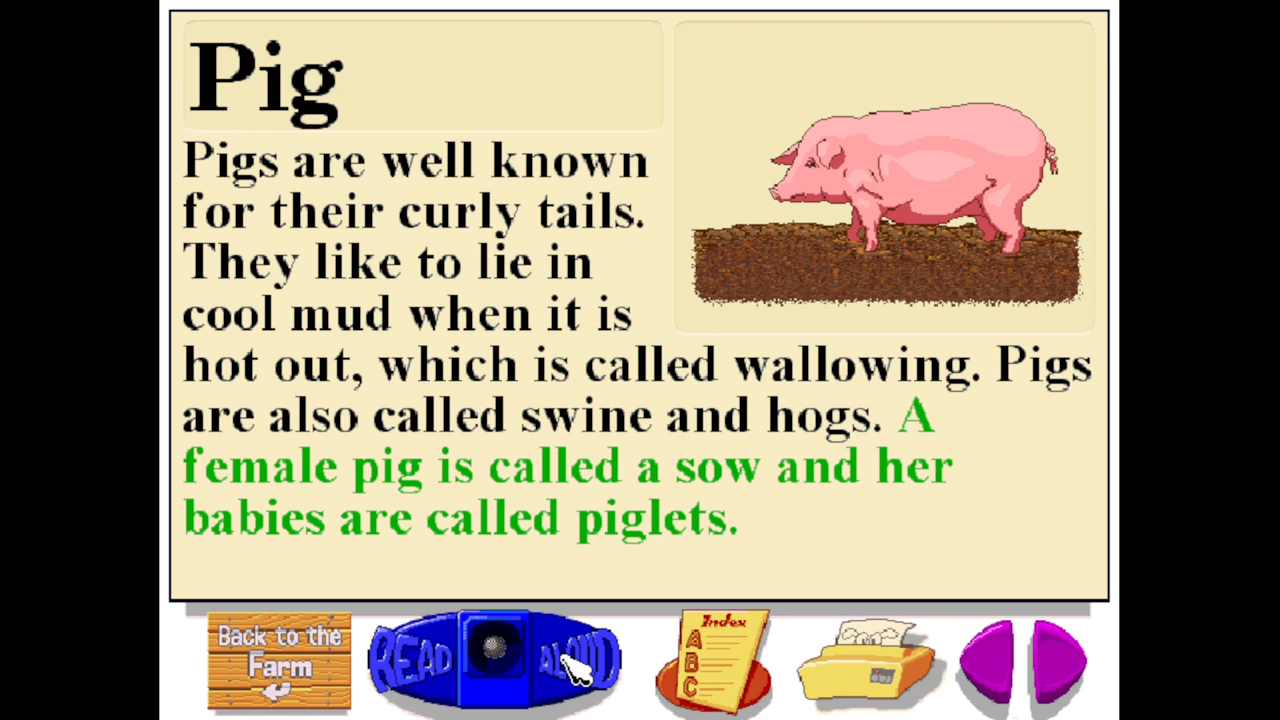 Pig
Pigs are well known
for their curly tails.
They like to lie in
cool mud when it is
hot out, which is called wallowing. Pigs
are also called swine and hogs. A
female pig is called a sow and her
babies are called piglets.
Back to the
Farm
READ ALOUD
Index
A
B
C